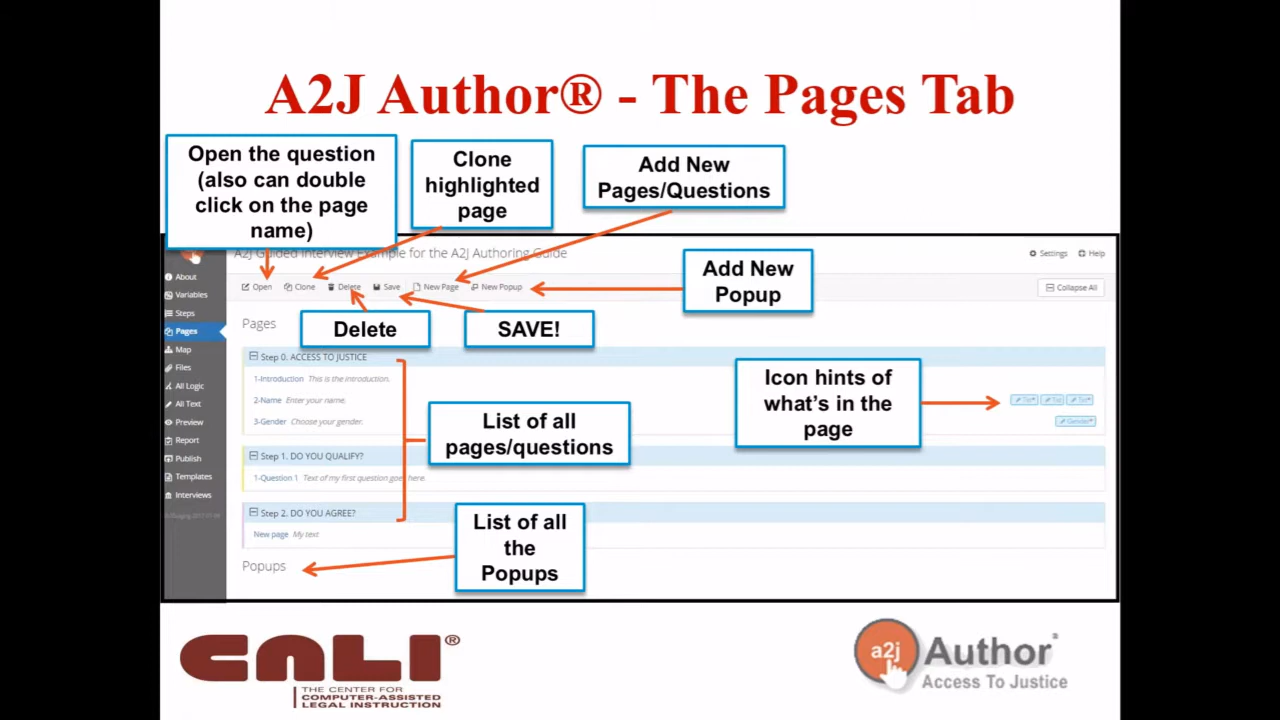 A2J Author® - The Pages Tab
Open the question
(also can double
click on the page
name)
Clone
highlighted
page
Add New
Pages/Questions
A2J Guided Interview Example for the A2J Authoring Guide
Settings
Help
Add New
Popup
Open
Clone
Delete
Save
New Page
New Popup
Collapse All
About
Variables
Steps
Pages
Map
Files
All Logic
All Text
Preview
Report
Publish
Templates
Interviews
Pages
Delete
SAVE!
Step 0. ACCESS TO JUSTICE
1-Introduction This is the introduction.
2-Name Enter your name.
3-Gender Choose your gender.
Icon hints of
what's in the
page
Gender*
List of all
pages/questions
Step 1. DO YOU QUALIFY?
1-Question 1 Text of my first question goes here.
Step 2. DO YOU AGREE?
New page My text
List of all
the
Popups
Popups
CALI®
THE CENTER FOR
COMPUTER-ASSISTED
LEGAL INSTRUCTION
a2j Author®
Access To Justice